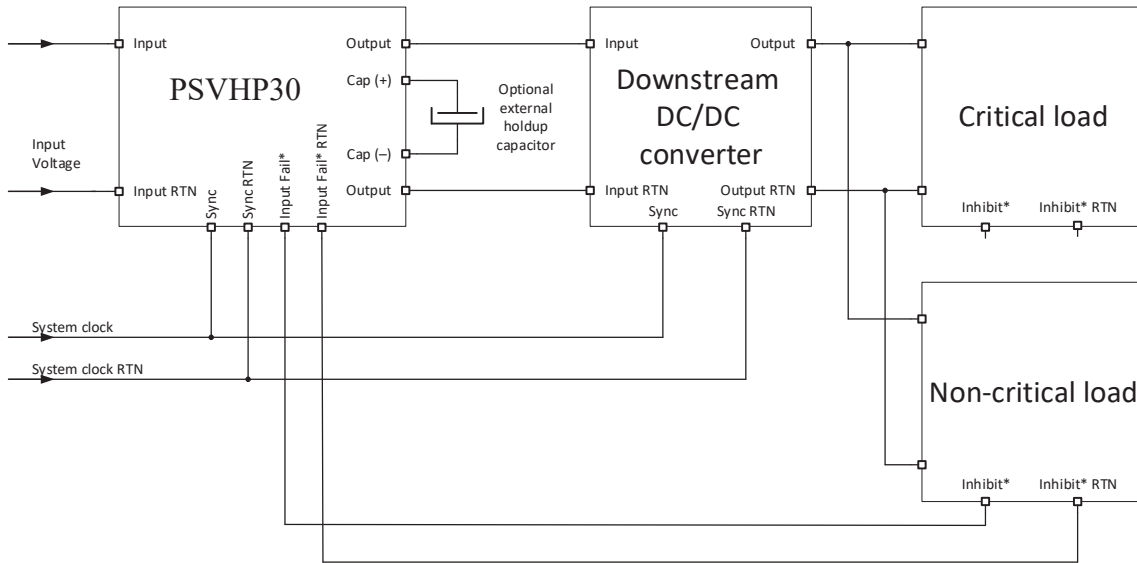 Input
Output
Input
Output
PSVHP30
Cap (+)
Optional
external
holdup
capacitor
Downstream
DC/DC
converter
Critical load
Input
Voltage
Cap (–)
Input RTN
Sync
Sync RTN
Input Fail*
Input Fail* RTN
Output
Input RTN
Output RTN
Sync
Sync RTN
Inhibit*
Inhibit* RTN
System clock
System clock RTN
Non-critical load
Inhibit*
Inhibit* RTN